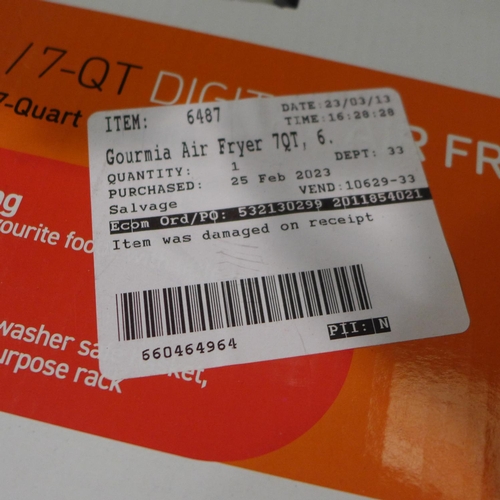 / 7-QT DIGIT R FR
7-Quart
ITEM: 6487 DATE:23/03/13
TIME:16:28:28
Gourmia Air Fryer 7QT, 6.
QUANTITY: 1 DEPT: 33
PURCHASED: 25 Feb 2023
Salvage VEND:10629-33
Ecom Ord/PO: 532130299 2011854021
Item was damaged on receipt
PII: N
660464964
ng
vourite foo
washer sa ket,
urpose rack